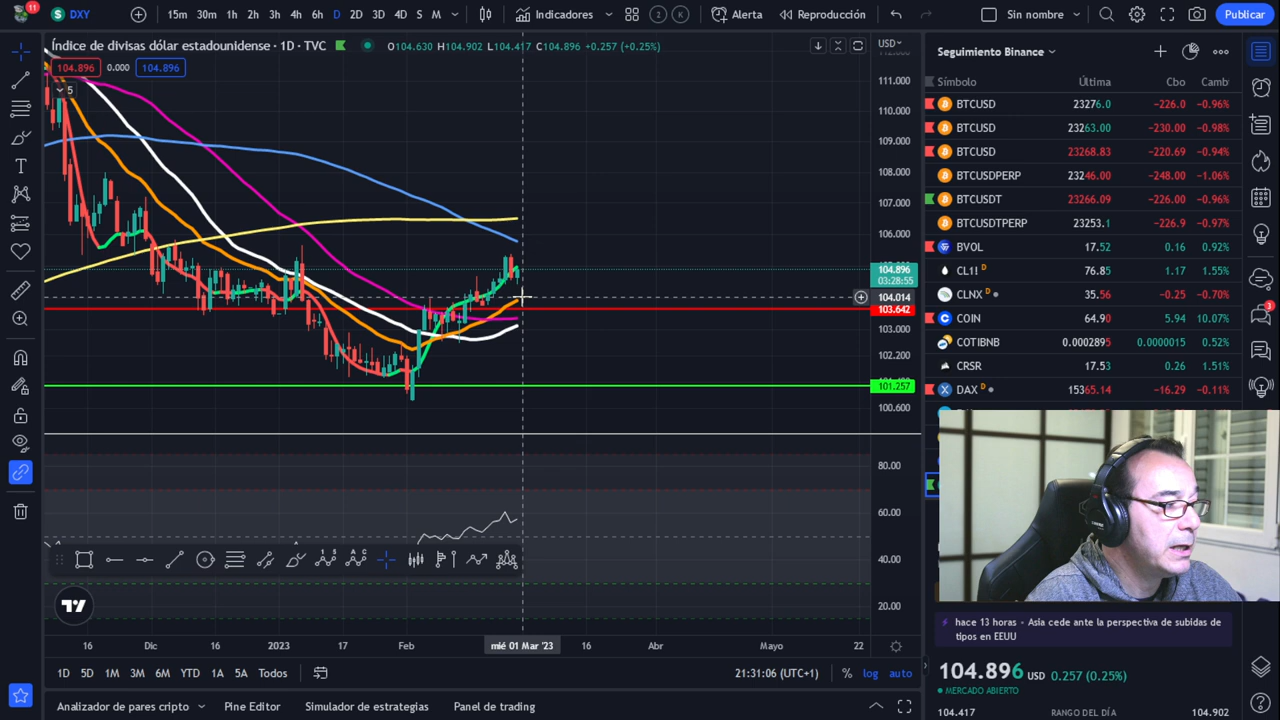 11
S DXY
15m 30m 1h 2h 3h 4h 6h D 2D 3D 4D S M
Indicadores
2 K
Alerta
Reproducción
Sin nombre
Publicar
Índice de divisas dólar estadounidense · 1D · TVC
O104.630 H104.902 L104.417 C104.896 +0.257 (+0.25%)
104.896 0.000 104.896
5
USD
111.000
110.000
109.000
108.000
107.000
106.000
104.896
03:28:55
104.014
103.642
103.000
102.200
101.257
100.600
80.00
60.00
40.00
20.00
16 Dic 16 2023 17 Feb mié 01 Mar '23 16 Abr Mayo 22
1D 5D 1M 3M 6M YTD 1A 5A Todos
21:31:06 (UTC+1) % log auto
Analizador de pares cripto Pine Editor Simulador de estrategias Panel de trading
Seguimiento Binance
Símbolo Última Cbo Camb
BTCUSD 23276.0 -226.0 -0.96%
BTCUSD 23263.00 -230.00 -0.98%
BTCUSD 23268.83 -220.69 -0.94%
BTCUSDPERP 23246.00 -248.00 -1.06%
BTCUSDT 23266.09 -226.00 -0.96%
BTCUSDTPERP 23253.1 -226.9 -0.97%
BVOL 17.52 0.16 0.92%
CL1! D 76.85 1.17 1.55%
CLNX D 35.56 -0.25 -0.70%
COIN 64.90 5.94 10.07%
COTIBNB 0.0002895 0.0000015 0.52%
CRSR 17.53 0.26 1.51%
DAX D 15365.14 -16.29 -0.11%
3
hace 13 horas - Asia cede ante la perspectiva de subidas de
tipos en EEUU
104.896 USD 0.257 (0.25%)
MERCADO ABIERTO
104.417 RANGO DEL DÍA 104.902